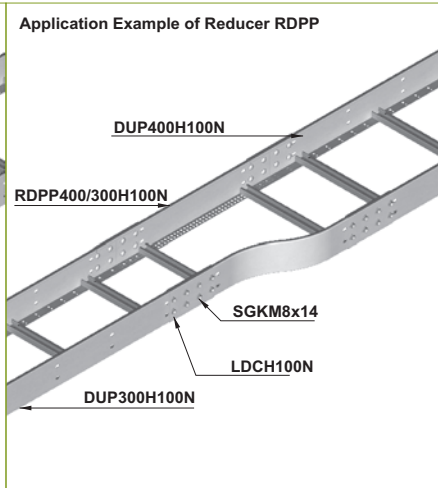 Application Example of Reducer RDPP
DUP400H100N
RDPP400/300H100N
SGKM8x14
LDCH100N
DUP300H100N